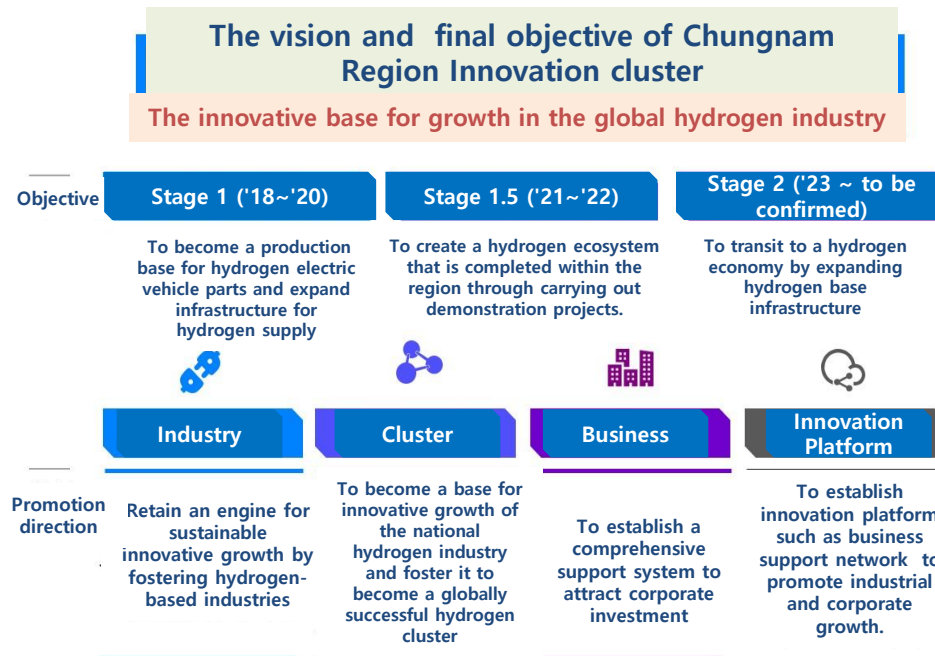 The vision and final objective of Chungnam
Region Innovation cluster
The innovative base for growth in the global hydrogen industry
Objective
Stage 1 ('18~'20)
Stage 1.5 ('21~'22)
Stage 2 ('23 ~ to be
confirmed)
To become a production
base for hydrogen electric
vehicle parts and expand
infrastructure for
hydrogen supply
To create a hydrogen ecosystem
that is completed within the
region through carrying out
demonstration projects.
To transit to a hydrogen
economy by expanding
hydrogen base
infrastructure
Industry
Cluster
Business
Innovation
Platform
Promotion
direction
Retain an engine for
sustainable
innovative growth by
fostering hydrogen-
based industries
To become a base for
innovative growth of
the national
hydrogen industry
and foster it to
become a globally
successful hydrogen
cluster
To establish a
comprehensive
support system to
attract corporate
investment
To establish
innovation platform
such as business
support network
promote industrial
and corporate
growth.